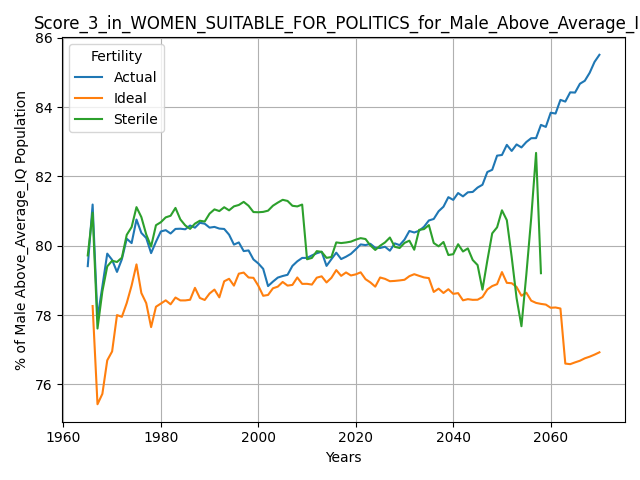 Score_3_in_WOMEN_SUITABLE_FOR_POLITICS_for_Male_Above_Average_I
86
84
82
80
78
76
% of Male Above_Average_IQ Population
Fertility
Actual
Ideal
Sterile
1960 1980 2000 2020 2040 2060
Years